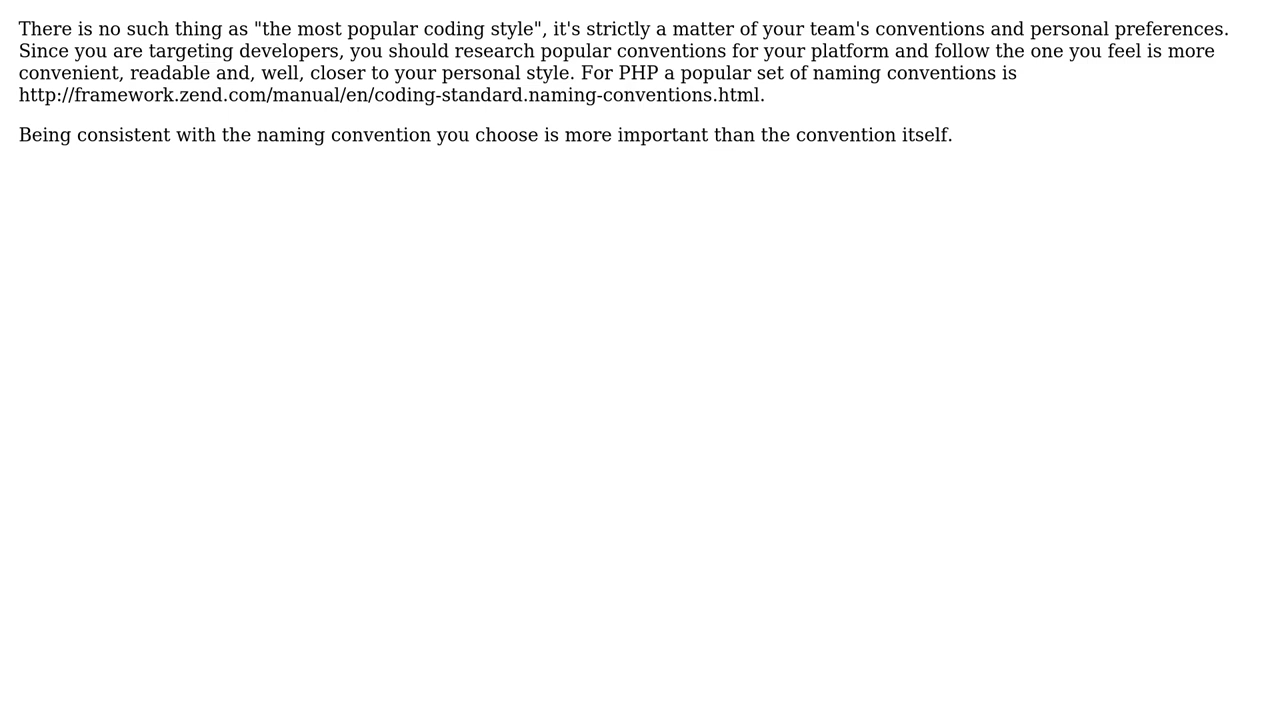 There is no such thing as "the most popular coding style", it's strictly a matter of your team's conventions and personal preferences.
Since you are targeting developers, you should research popular conventions for your platform and follow the one you feel is more
convenient, readable and, well, closer to your personal style. For PHP a popular set of naming conventions is
http://framework.zend.com/manual/en/coding-standard.naming-conventions.html.
Being consistent with the naming convention you choose is more important than the convention itself.